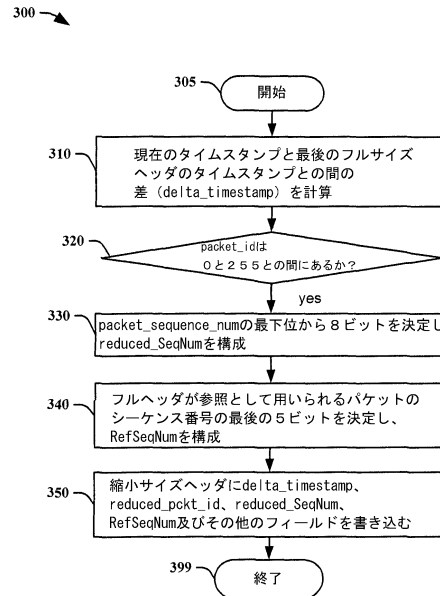 300
305
開始
310
現在のタイムスタンプと最後のフルサイズ
ヘッダのタイムスタンプとの間の
差（delta_timestamp）を計算
320
packet_idは
０と２５５との間にあるか？
yes
330
packet_sequence_numの最下位から８ビットを決定し
reduced_SeqNumを構成
340
フルヘッダが参照として用いられるパケットの
シーケンス番号の最後の５ビットを決定し、
RefSeqNumを構成
350
縮小サイズヘッダにdelta_timestamp、
reduced_pckt_id、reduced_SeqNum、
RefSeqNum及びその他のフィールドを書き込む
399
終了